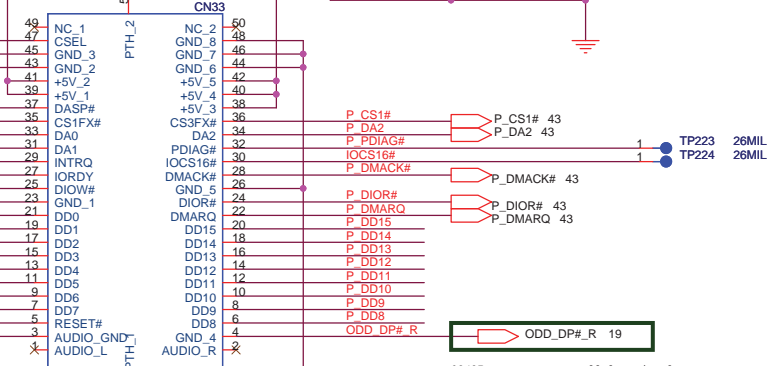 CN33
49 NC_1 NC_2 50
47 CSEL GND_8 48
45 GND_3 GND_7 46
43 GND_2 GND_6 44
41 +5V_2 +5V_5 42
39 +5V_1 +5V_4 40
37 DASP# +5V_3 38
35 CS1FX# CS3FX# 36 P_CS1# P_CS1# 43
33 DA0 DA2 34 P_DA2 P_DA2 43
31 DA1 PDIAG# 32 P_PDIAG# 1 TP223 26MIL
29 INTRQ IOCS16# 30 IOCS16# 1 TP224 26MIL
27 IORDY DMACK# 28 P_DMACK# P_DMACK# 43
25 DIOW# GND_5 26
23 GND_1 DIOR# 24 P_DIOR# P_DIOR# 43
21 DD0 DMARQ 22 P_DMARQ P_DMARQ 43
19 DD1 DD15 20 P_DD15
17 DD2 DD14 18 P_DD14
15 DD3 DD13 16 P_DD13
13 DD4 DD12 14 P_DD12
11 DD5 DD11 12 P_DD11
9 DD6 DD10 10 P_DD10
7 DD7 DD9 8 P_DD9
5 RESET# DD8 6 P_DD8
3 AUDIO_GND GND_4 4 ODD_DP#_R ODD_DP#_R 19
1 AUDIO_L AUDIO_R 2
PTH_2
PTH_1